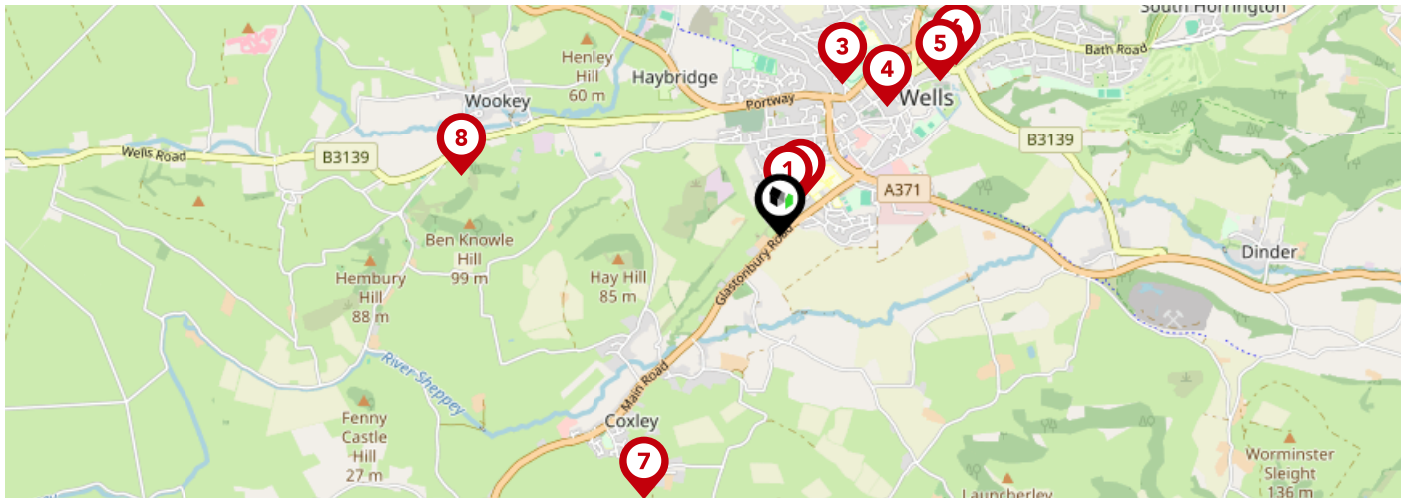 South Horrington
6
5
3
4
Bath Road
Henley
Hill
60 m
Haybridge
Wookey
Portway
Wells
8
Wells Road
B3139
B3139
1
A371
Ben Knowle
Hill
99 m
Hembury
Hill
88 m
Hay Hill
85 m
Glastonbury Road
Dinder
River Sheppey
Main Road
Fenny
Castle
Hill
27 m
Coxley
7
Worminster
Sleight
136 m
Launcherley